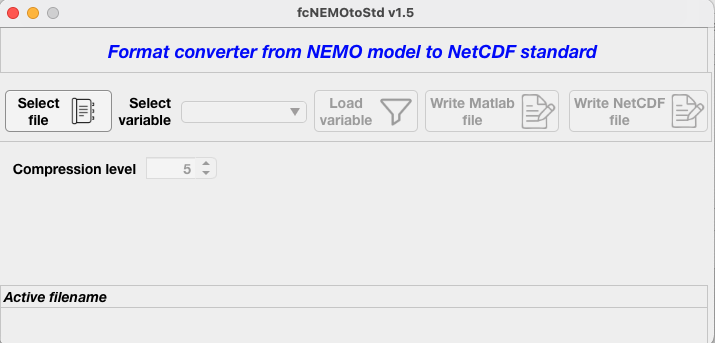 fcNEMOtoStd v1.5
Format converter from NEMO model to NetCDF standard
Select file
Select variable
Load variable
Write Matlab file
Write NetCDF file
Compression level 5
Active filename